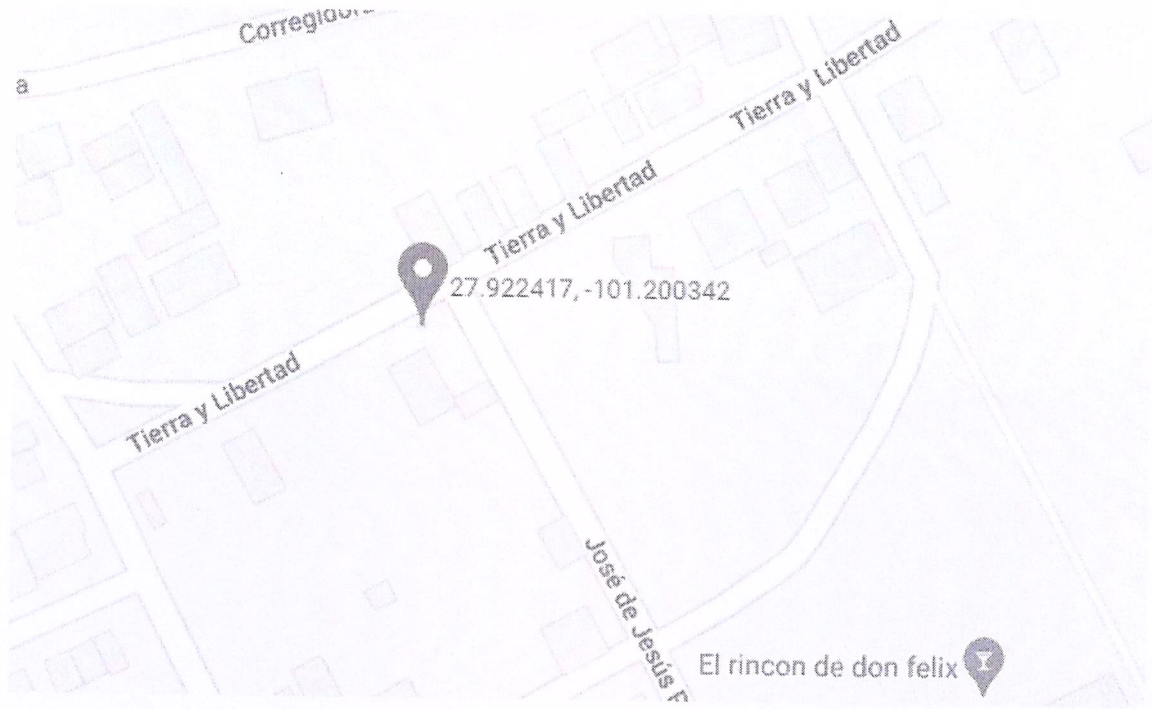 a
Tierra y Libertad
Tierra y Libertad
27.922417, -101.200342
Tierra y Libertad
José de Jesús
El rincon de don felix